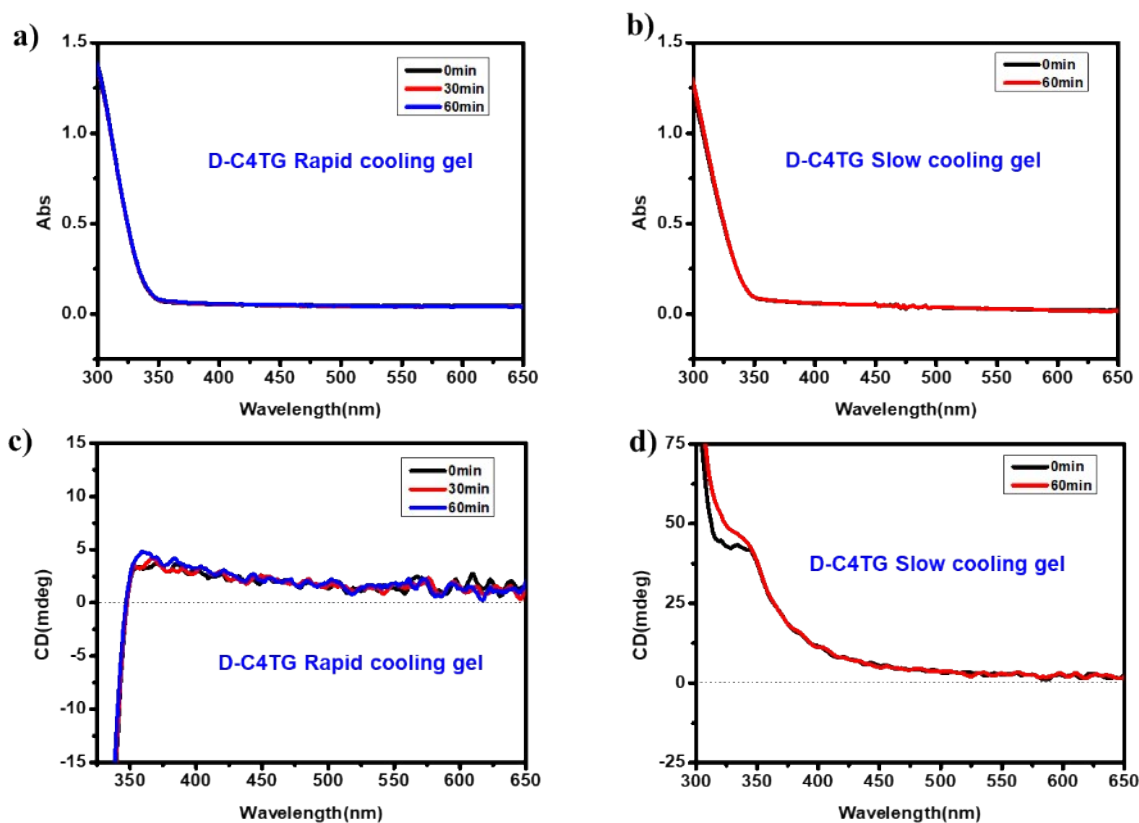 a)
1.5
1.0
0.5
0.0
Abs
0min
30min
60min
D-C4TG Rapid cooling gel
300 350 400 450 500 550 600 650
Wavelength(nm)
b)
1.5
1.0
0.5
0.0
Abs
0min
60min
D-C4TG Slow cooling gel
300 350 400 450 500 550 600 650
Wavelength(nm)
c)
15
10
5
0
-5
-10
-15
CD(mdeg)
0min
30min
60min
D-C4TG Rapid cooling gel
350 400 450 500 550 600 650
Wavelength(nm)
d)
75
50
25
0
-25
CD(mdeg)
0min
60min
D-C4TG Slow cooling gel
300 350 400 450 500 550 600 650
Wavelength(nm)